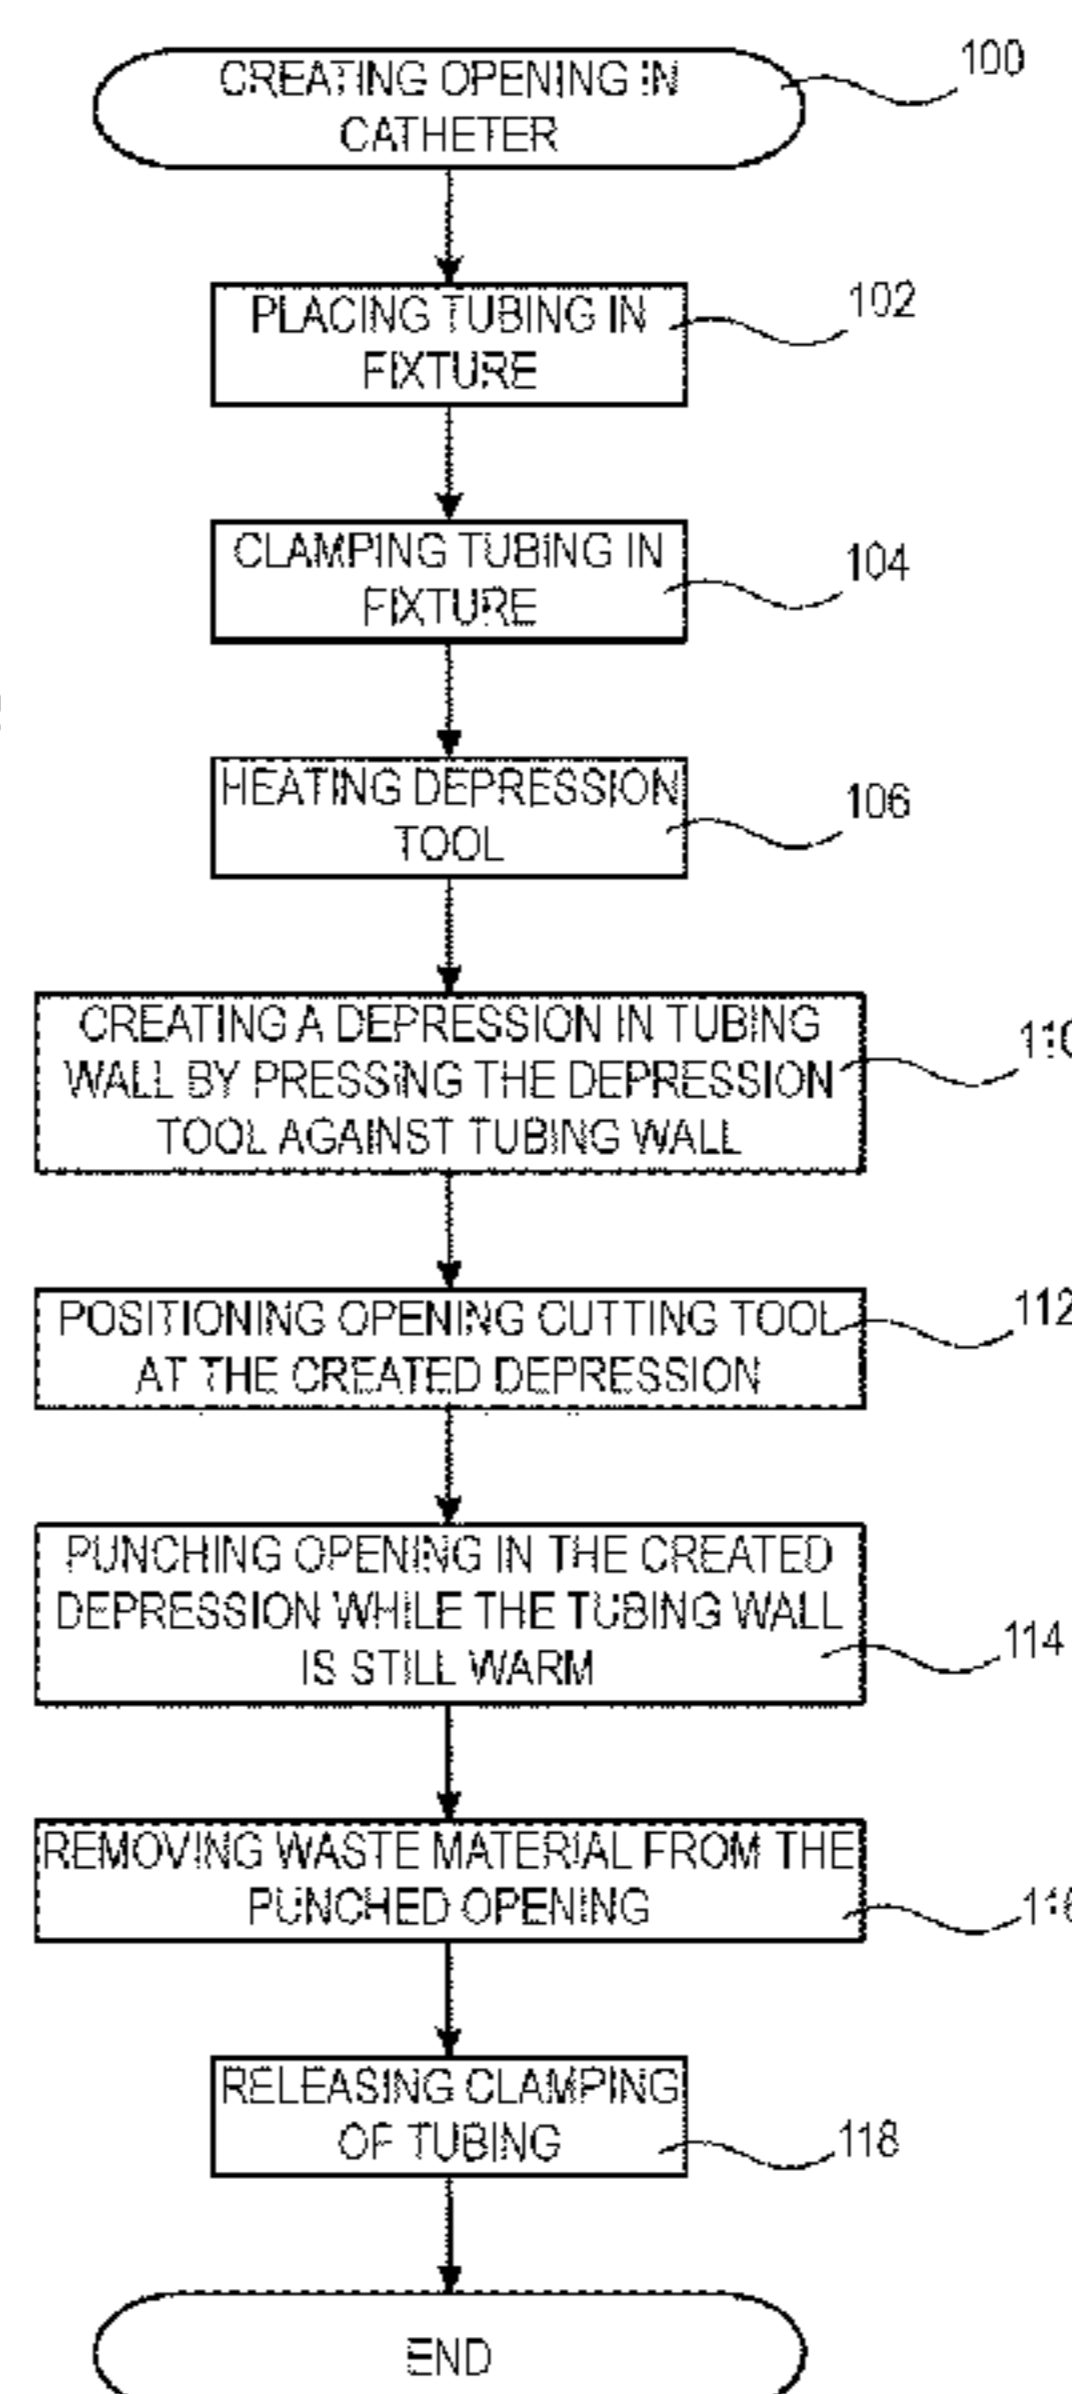 CREATING OPENING IN
CATHETER
100
PLACING TUBING IN
FIXTURE
102
CLAMPING TUBING IN
FIXTURE
104
HEATING DEPRESSION
TOOL
106
CREATING A DEPRESSION IN TUBING
WALL BY PRESSING THE DEPRESSION
TOOL AGAINST TUBING WALL
110
POSITIONING OPENING CUTTING TOOL
AT THE CREATED DEPRESSION
112
PUNCHING OPENING IN THE CREATED
DEPRESSION WHILE THE TUBING WALL
IS STILL WARM
114
REMOVING WASTE MATERIAL FROM THE
PUNCHED OPENING
116
RELEASING CLAMPING
OF TUBING
118
END